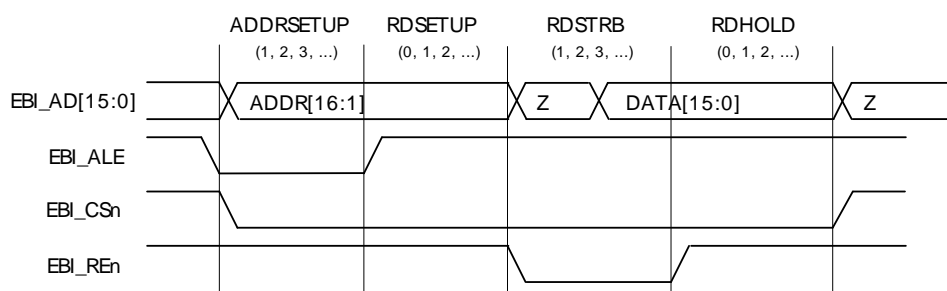 ADDRSETUP RDSETUP RDSTRB RDHOLD
(1, 2, 3, ...) (0, 1, 2, ...) (1, 2, 3, ...) (0, 1, 2, ...)
EBI_AD[15:0] ADDR[16:1] Z DATA[15:0] Z
EBI_ALE
EBI_CSn
EBI_REn